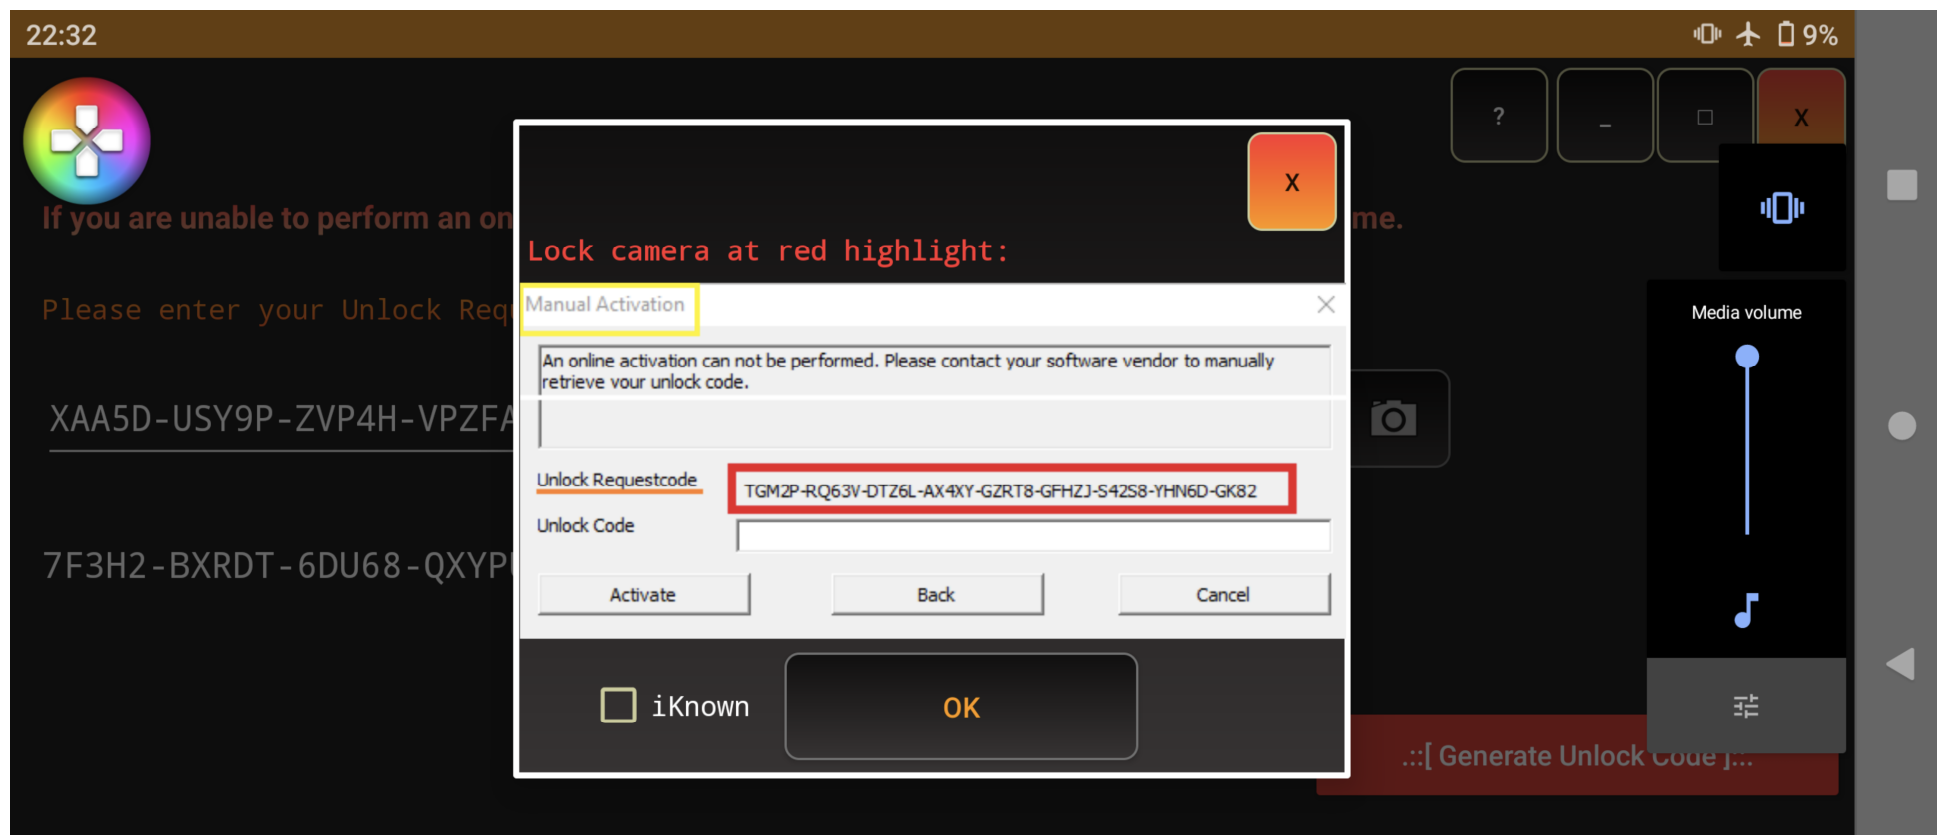 22:32
9%
? _ □ X
X
If you are unable to perform an on
me.
Lock camera at red highlight:
Please enter your Unlock Requ
Manual Activation
Media volume
An online activation can not be performed. Please contact your software vendor to manually
retrieve your unlock code.
XAA5D-USY9P-ZVP4H-VPZFA
Unlock Requestcode
TGM2P-RQ63V-DTZ6L-AX4XY-GZRT8-GFHZJ-S42S8-YHN6D-GK82
Unlock Code
7F3H2-BXRDT-6DU68-QXYPU
Activate
Back
Cancel
iKnown
OK
.::[ Generate Unlock Code ]::.